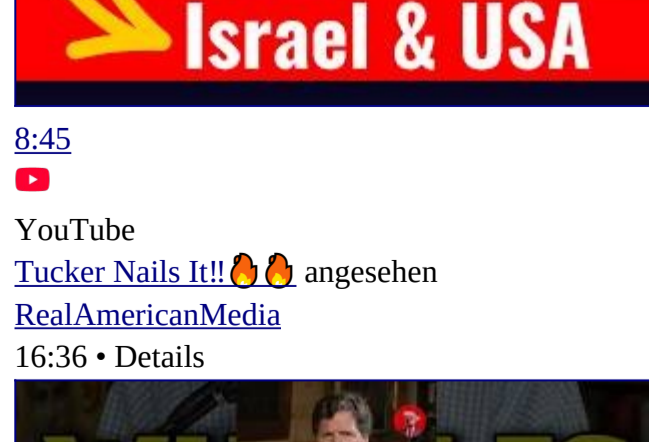 Israel & USA
8:45
YouTube
Tucker Nails It!!🔥🔥 angesehen
RealAmericanMedia
16:36 • Details